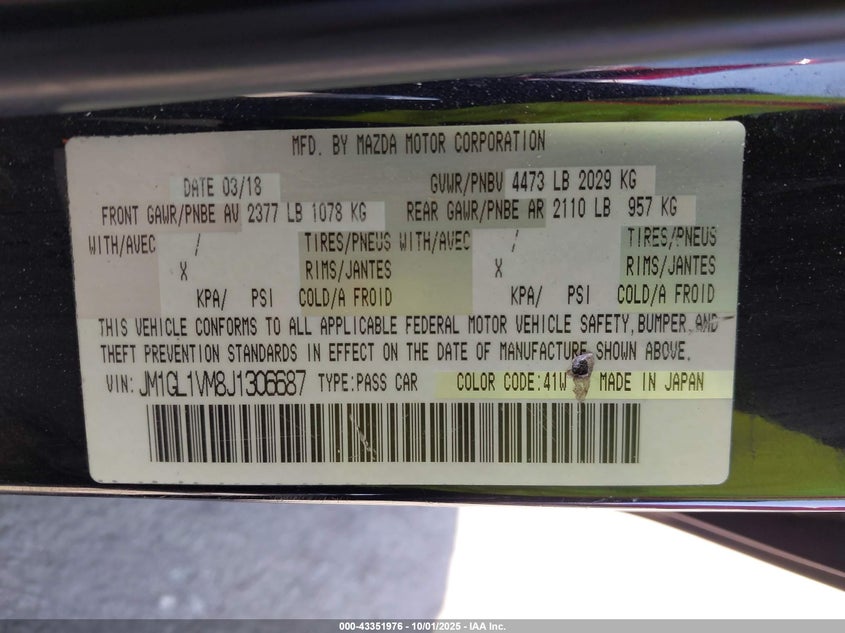 MFD. BY MAZDA MOTOR CORPORATION
DATE 03/18 GVWR/PNBV 4473 LB 2029 KG
FRONT GAWR/PNBE AV 2377 LB 1078 KG REAR GAWR/PNBE AR 2110 LB 957 KG
WITH/AVEC / TIRES/PNEUS WITH/AVEC / TIRES/PNEUS
X RIMS/JANTES X RIMS/JANTES
KPA/ PSI COLD/A FROID KPA/ PSI COLD/A FROID
THIS VEHICLE CONFORMS TO ALL APPLICABLE FEDERAL MOTOR VEHICLE SAFETY, BUMPER, AND
THEFT PREVENTION STANDARDS IN EFFECT ON THE DATE OF MANUFACTURE SHOWN ABOVE.
VIN: JM1GL1VM8J1306687 TYPE:PASS CAR COLOR CODE:41W MADE IN JAPAN
000-43351976 - 10/01/2025 - IAA Inc.